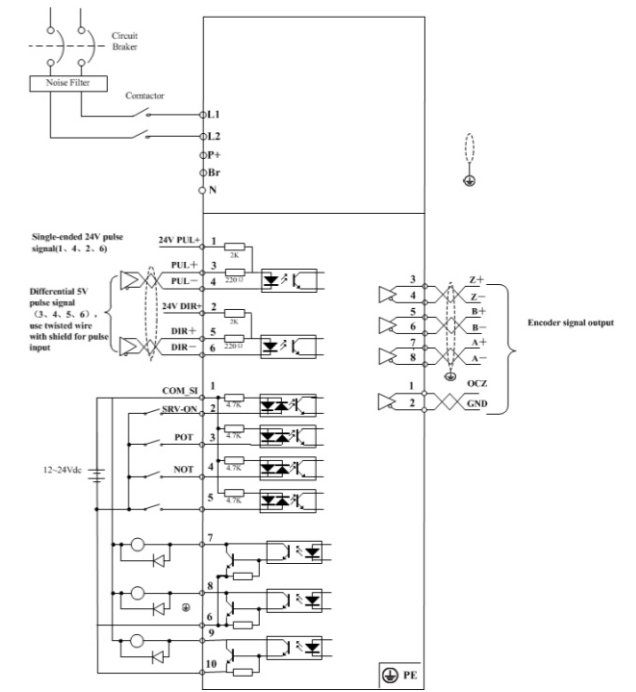 Circuit
Braker
Noise Filter
Comtactor
L1
L2
P+
Br
N
Single-ended 24V pulse
signal(1、4、2、6)
24V PUL+ 1
2K
PUL+ 3
PUL− 4
220Ω
Differential 5V
pulse signal
（3、4、5、6）,
use twisted wire
with shield for pulse
input
24V DIR+ 2
2K
DIR+ 5
DIR− 6
220Ω
3 Z+
4 Z−
5 B+
6 B−
7 A+
8 A−
Encoder signal output
1 OCZ
2 GND
COM_SI 1
4.7K
SRV-ON 2
POT 3
4.7K
12~24Vdc
NOT 4
4.7K
5
4.7K
7
8
6
9
10
PE